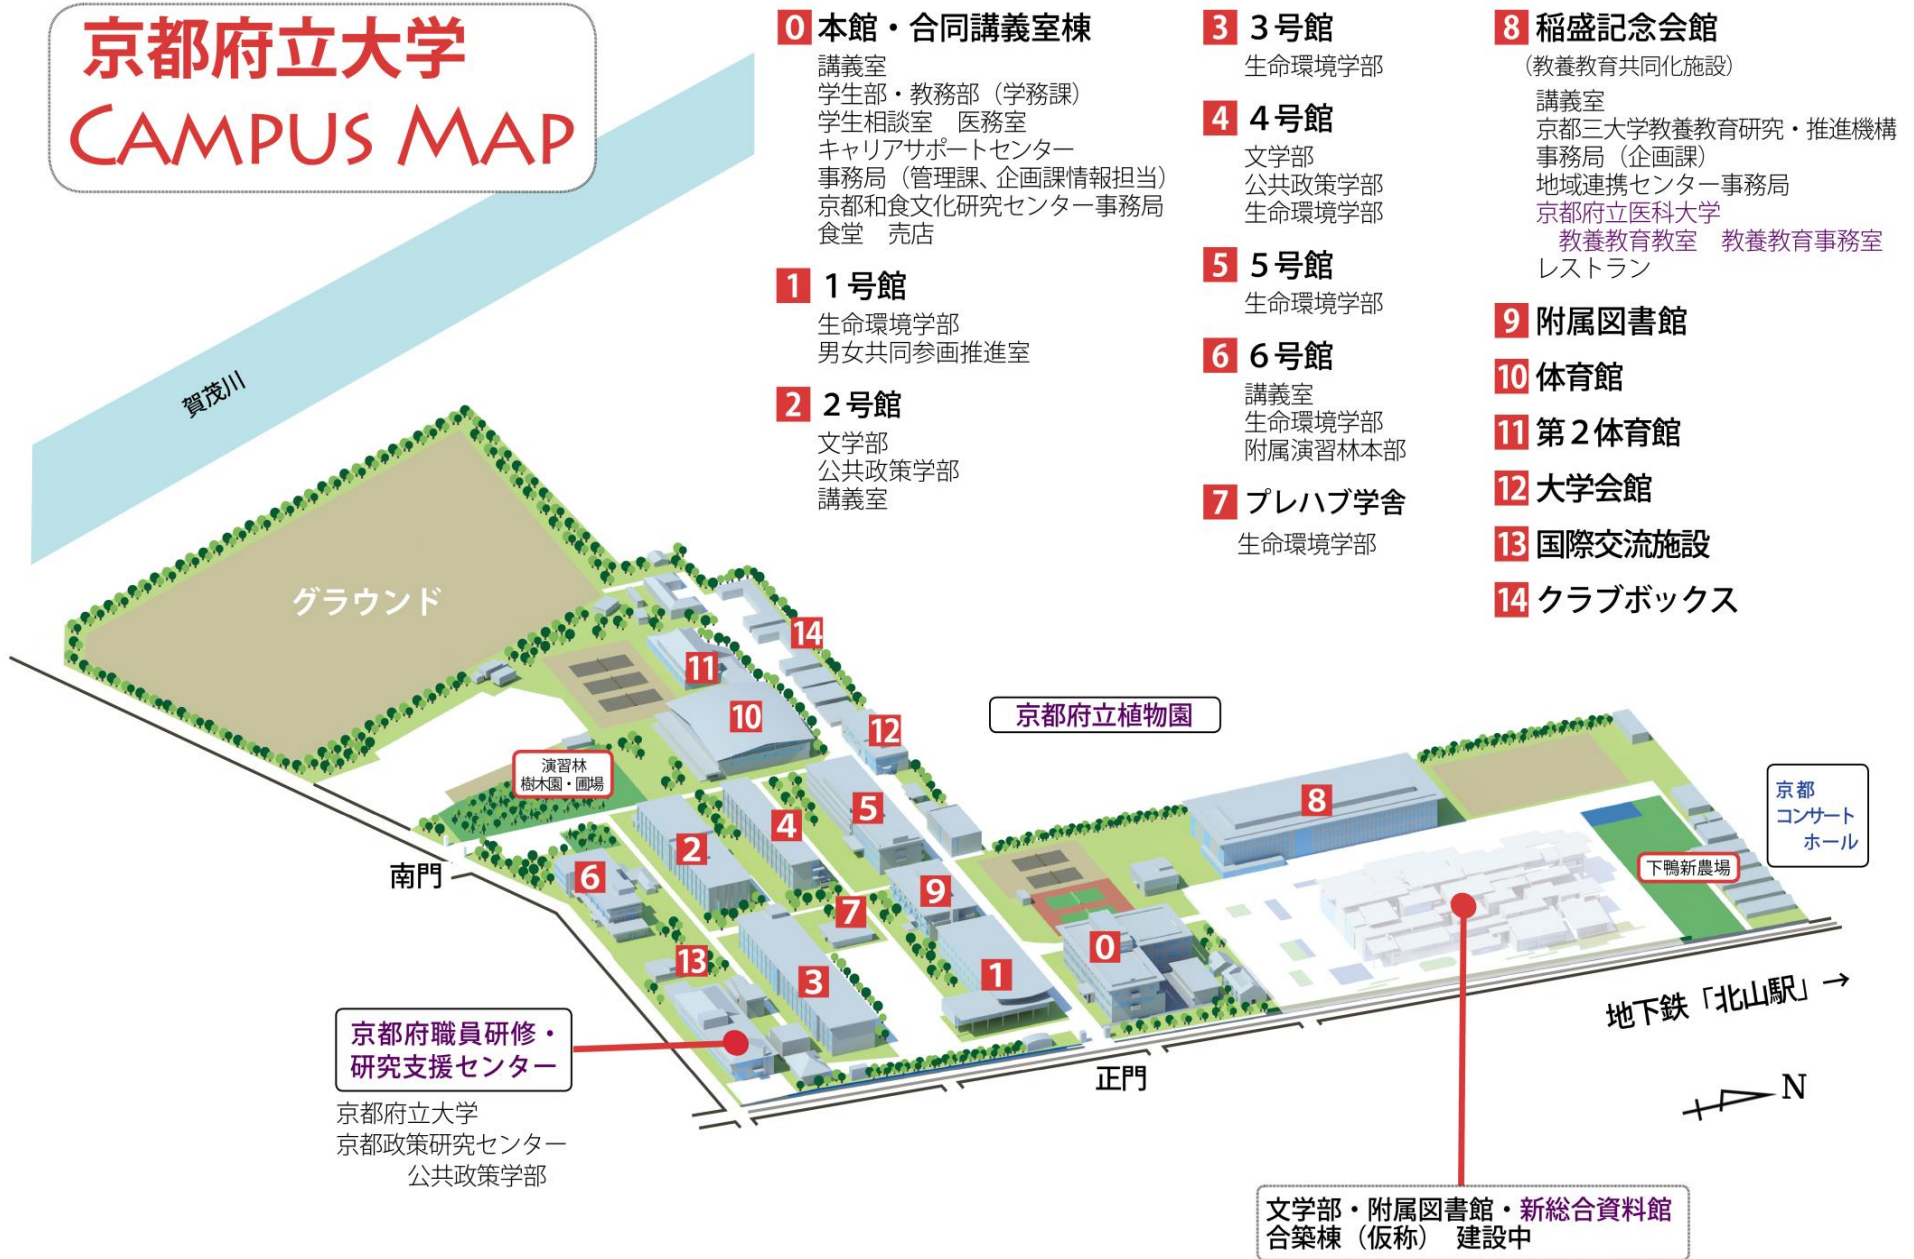 京都府立大学
CAMPUS MAP
0 本館・合同講義室棟
講義室
学生部・教務部（学務課）
学生相談室　医務室
キャリアサポートセンター
事務局（管理課、企画課情報担当）
京都和食文化研究センター事務局
食堂　売店
1 １号館
生命環境学部
男女共同参画推進室
2 ２号館
文学部
公共政策学部
講義室
3 ３号館
生命環境学部
4 ４号館
文学部
公共政策学部
生命環境学部
5 ５号館
生命環境学部
6 ６号館
講義室
生命環境学部
附属演習林本部
7 プレハブ学舎
生命環境学部
8 稲盛記念会館
（教養教育共同化施設）
講義室
京都三大学教養教育研究・推進機構
事務局（企画課）
地域連携センター事務局
京都府立医科大学
教養教育教室　教養教育事務室
レストラン
9 附属図書館
10 体育館
11 第２体育館
12 大学会館
13 国際交流施設
14 クラブボックス
賀茂川
グラウンド
14
11
10
12
京都府立植物園
演習林
樹木園・圃場
5
4
2
8
京都
コンサート
ホール
下鴨新農場
南門
6
9
7
0
13
3
1
地下鉄「北山駅」→
京都府職員研修・
研究支援センター
京都府立大学
京都政策研究センター
公共政策学部
正門
N
文学部・附属図書館・新総合資料館
合築棟（仮称）　建設中